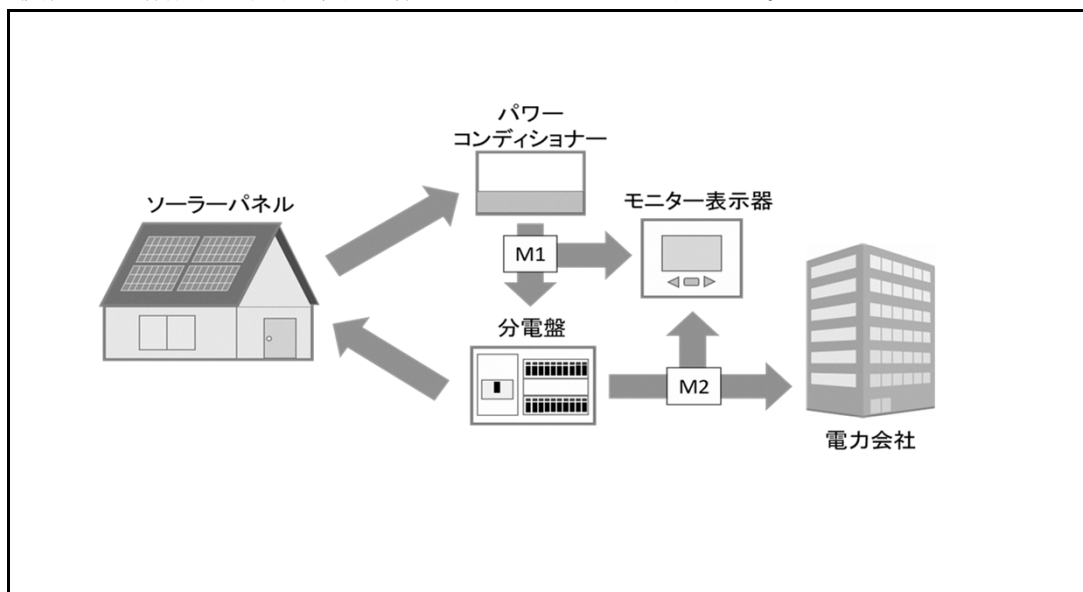 パワー
コンディショナー
ソーラーパネル
モニター表示器
M1
分電盤
M2
電力会社